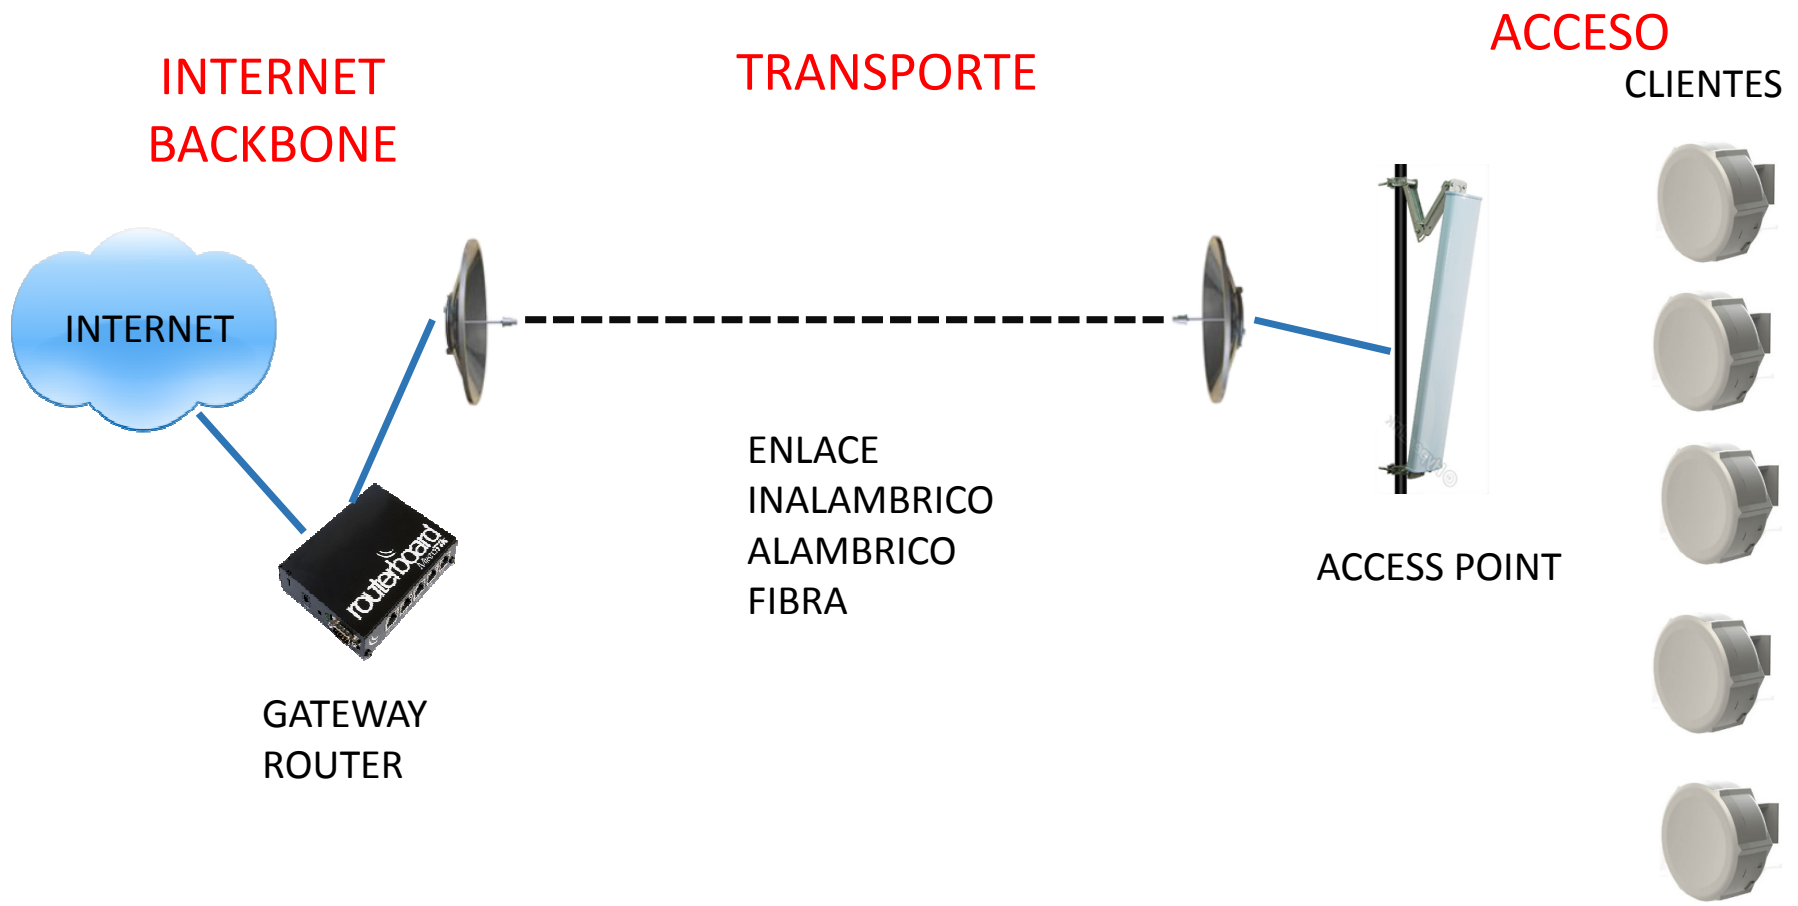 INTERNET
BACKBONE
TRANSPORTE
ACCESO
CLIENTES
INTERNET
routerboard
ENLACE
INALAMBRICO
ALAMBRICO
FIBRA
ACCESS POINT
GATEWAY
ROUTER